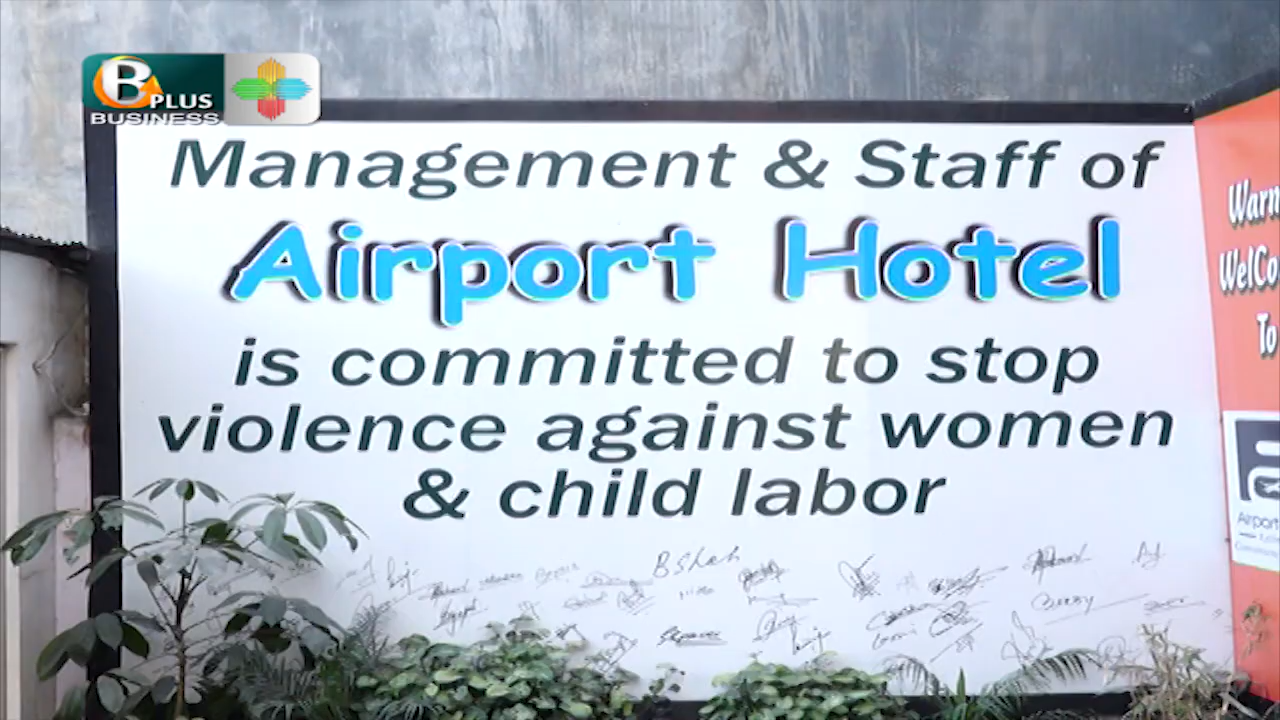 B PLUS
BUSINESS
Management & Staff of
Airport Hotel
is committed to stop
violence against women
& child labor
B Shah
Warm
WelCo
To
Airport